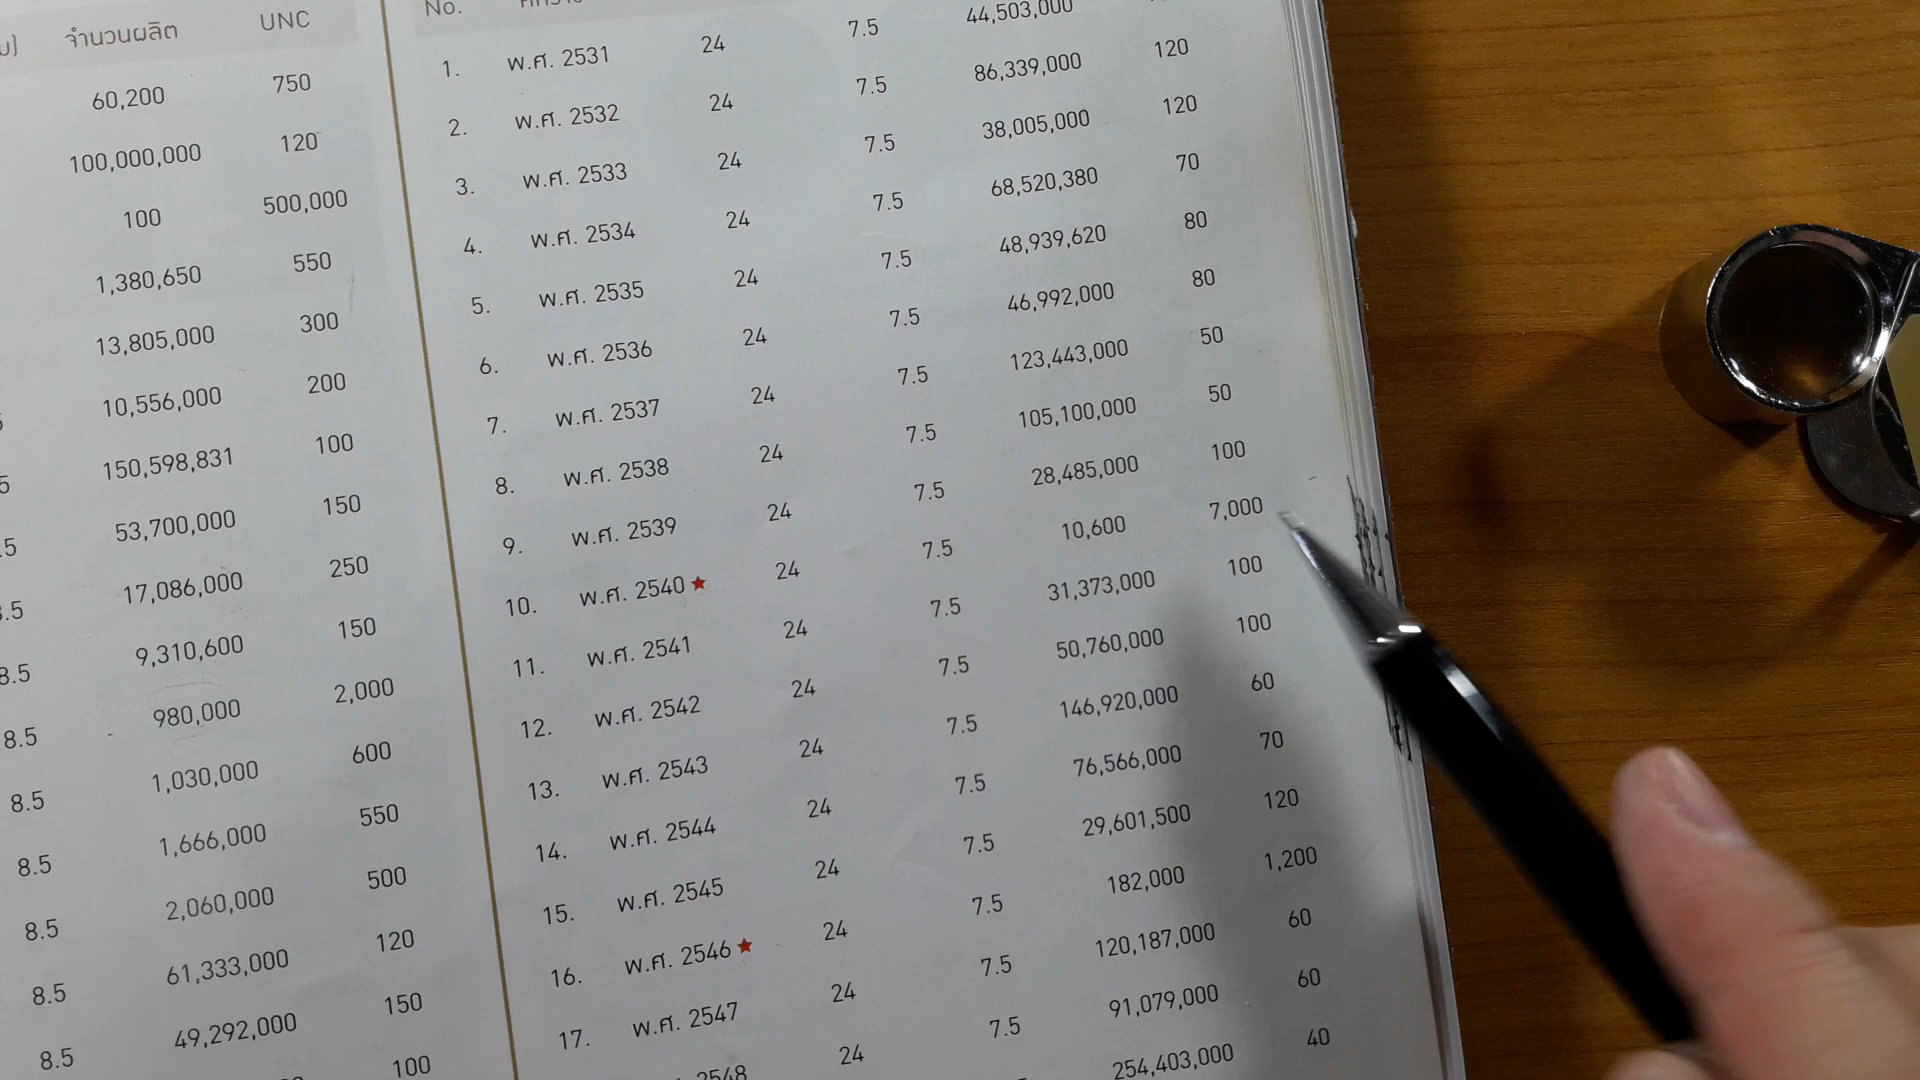 จำนวนผลิต UNC
60,200 750
100,000,000 120
100 500,000
1,380,650 550
13,805,000 300
10,556,000 200
150,598,831 100
53,700,000 150
17,086,000 250
9,310,600 150
8.5 980,000 2,000
8.5 1,030,000 600
8.5 1,666,000 550
8.5 2,060,000 500
8.5 61,333,000 120
8.5 49,292,000 150
100
No.
1. พ.ศ. 2531 24 7.5 44,503,000
2. พ.ศ. 2532 24 7.5 86,339,000 120
3. พ.ศ. 2533 24 7.5 38,005,000 120
4. พ.ศ. 2534 24 7.5 68,520,380 70
5. พ.ศ. 2535 24 7.5 48,939,620 80
6. พ.ศ. 2536 24 7.5 46,992,000 80
7. พ.ศ. 2537 24 7.5 123,443,000 50
8. พ.ศ. 2538 24 7.5 105,100,000 50
9. พ.ศ. 2539 24 7.5 28,485,000 100
10. พ.ศ. 2540 ★ 24 7.5 10,600 7,000
11. พ.ศ. 2541 24 7.5 31,373,000 100
12. พ.ศ. 2542 24 7.5 50,760,000 100
13. พ.ศ. 2543 24 7.5 146,920,000 60
14. พ.ศ. 2544 24 7.5 76,566,000 70
15. พ.ศ. 2545 24 7.5 29,601,500 120
16. พ.ศ. 2546 ★ 24 7.5 182,000 1,200
17. พ.ศ. 2547 24 7.5 120,187,000 60
2548 24 7.5 91,079,000 60
254,403,000 40